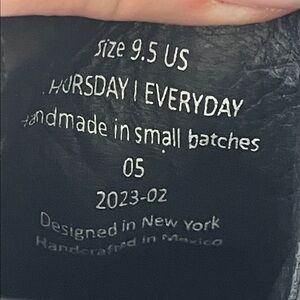 size 9.5 US
HURSDAY | EVERYDAY
Handmade in small batches
05
2023-02
Designed in New York
Handcrafted in Mexico